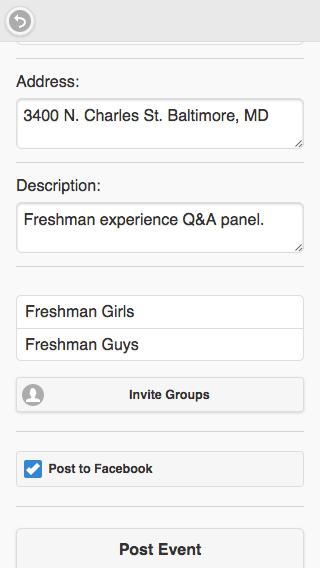 Address:
3400 N. Charles St. Baltimore, MD
Description:
Freshman experience Q&A panel.
Freshman Girls
Freshman Guys
Invite Groups
Post to Facebook
Post Event